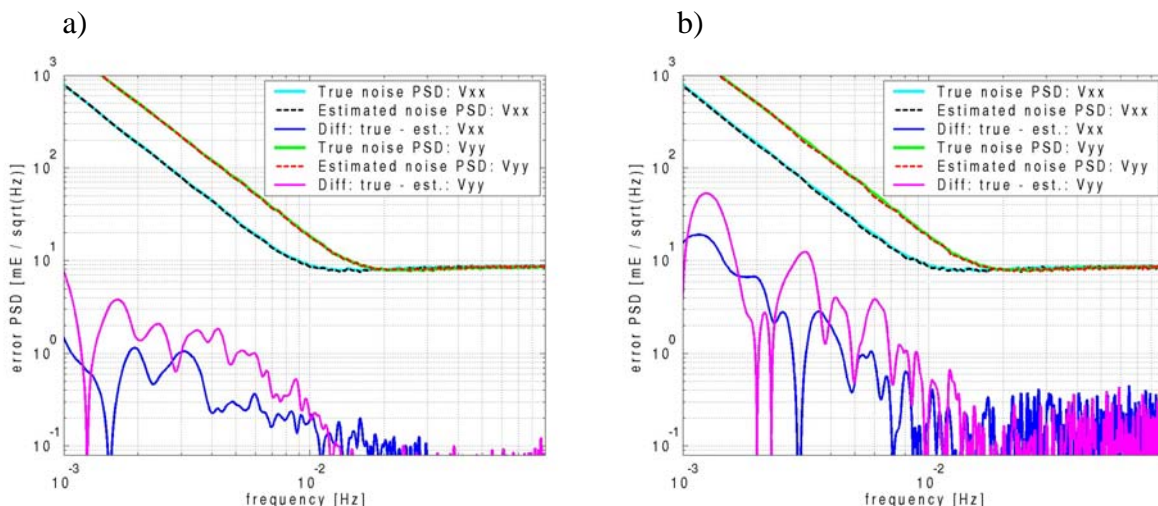 a)
b)
10^3
10^2
10^1
10^0
10^-1
10^-3
10^-2
error PSD [mE / sqrt(Hz)]
frequency [Hz]
True noise PSD: Vxx
Estimated noise PSD: Vxx
Diff: true - est.: Vxx
True noise PSD: Vyy
Estimated noise PSD: Vyy
Diff: true - est.: Vyy
10^3
10^2
10^1
10^0
10^-1
10^-3
10^-2
error PSD [mE / sqrt(Hz)]
frequency [Hz]
True noise PSD: Vxx
Estimated noise PSD: Vxx
Diff: true - est.: Vxx
True noise PSD: Vyy
Estimated noise PSD: Vyy
Diff: true - est.: Vyy